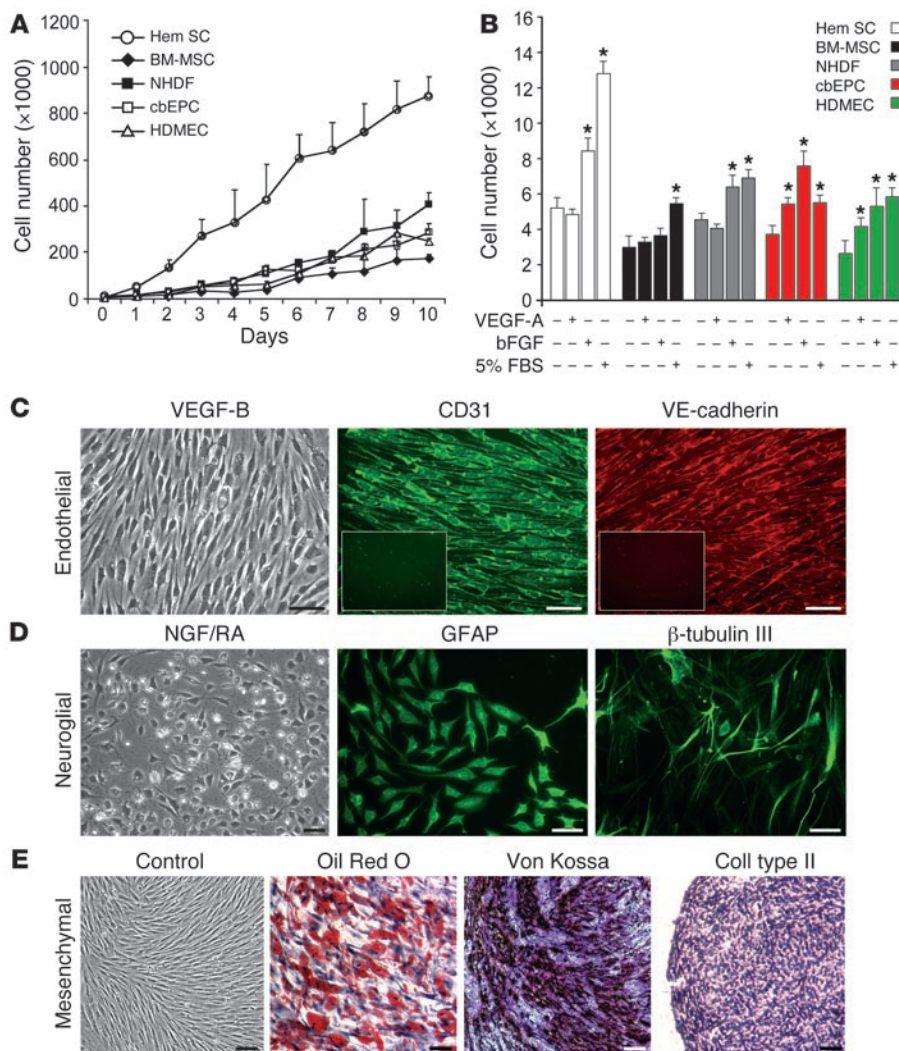 A
Cell number (×1000)
1200
1000
800
600
400
200
0
0 1 2 3 4 5 6 7 8 9 10
Days
Hem SC
BM-MSC
NHDF
cbEPC
HDMEC
B
Cell number (×1000)
16
14
12
10
8
6
4
2
0
* * * * * * * * * * *
Hem SC
BM-MSC
NHDF
cbEPC
HDMEC
VEGF-A – + – – – + – – – + – – – + – – – + – –
bFGF – – + – – – + – – – + – – – + – – – + –
5% FBS – – – + – – – + – – – + – – – + – – – +
C
VEGF-B CD31 VE-cadherin
Endothelial
D
NGF/RA GFAP β-tubulin III
Neuroglial
E
Control Oil Red O Von Kossa Coll type II
Mesenchymal